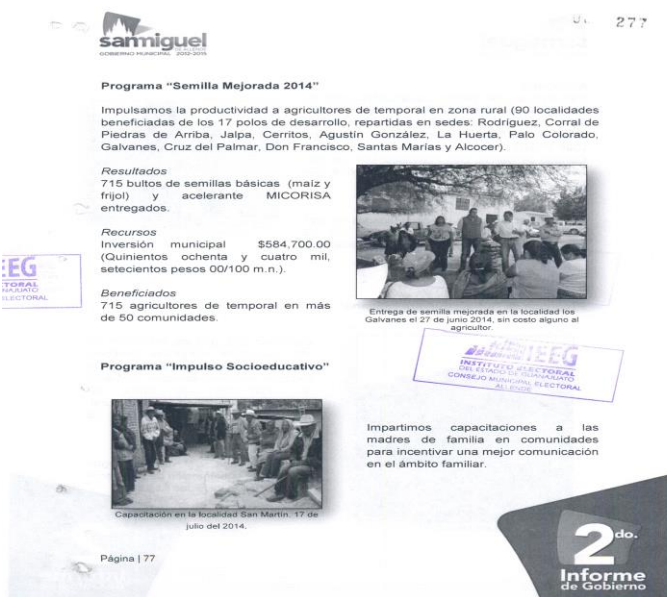 277
sanmiguel
DE ALLENDE
GOBIERNO MUNICIPAL 2012-2015
Programa “Semilla Mejorada 2014”
Impulsamos la productividad a agricultores de temporal en zona rural (90 localidades
beneficiadas de los 17 polos de desarrollo, repartidas en sedes: Rodríguez, Corral de
Piedras de Arriba, Jalpa, Cerritos, Agustín González, La Huerta, Palo Colorado,
Galvanes, Cruz del Palmar, Don Francisco, Santas Marías y Alcocer).
Resultados
715 bultos de semillas básicas (maíz y
frijol) y acelerante MICORISA
entregados.
Recursos
Inversión municipal $584,700.00
(Quinientos ochenta y cuatro mil,
setecientos pesos 00/100 m.n.).
Beneficiados
715 agricultores de temporal en más
de 50 comunidades.
Entrega de semilla mejorada en la localidad los
Galvanes el 27 de junio 2014, sin costo alguno al
agricultor.
IEEG
INSTITUTO ELECTORAL
DEL ESTADO DE GUANAJUATO
CONSEJO MUNICIPAL ELECTORAL
ALLENDE
EEG
TORAL
NAJUATO
ELECTORAL
Programa “Impulso Socioeducativo”
Capacitación en la localidad San Martín. 17 de
julio del 2014.
Impartimos capacitaciones a las
madres de familia en comunidades
para incentivar una mejor comunicación
en el ámbito familiar.
Página | 77
2do.
Informe
de Gobierno